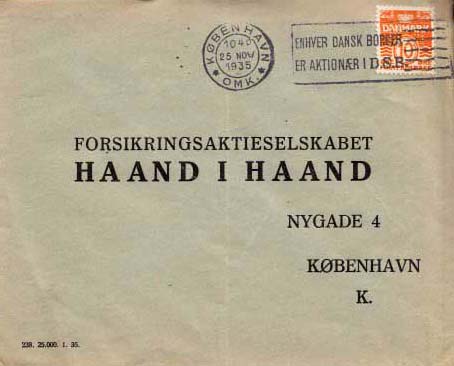 KØBENHAVN
1040
25 NOV
1935
OMK.
ENHVER DANSK BORGER
ER AKTIONÆR I D.S.B.
DANMARK
10
FORSIKRINGSAKTIESELSKABET
HAAND I HAAND
NYGADE 4
KØBENHAVN
K.
238. 25.000. 1. 35.